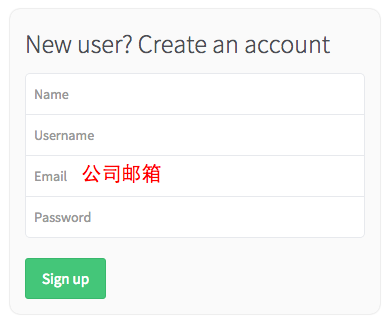 New user? Create an account
Name
Username
Email 公司邮箱
Password
Sign up